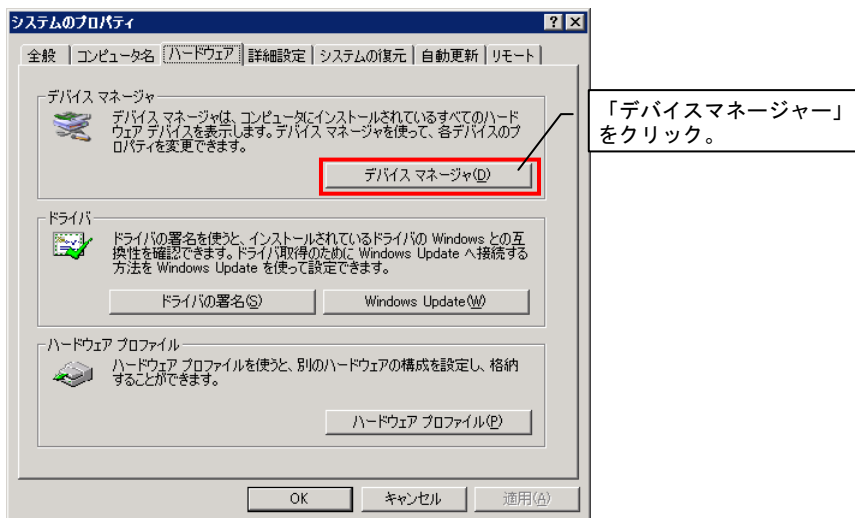 システムのプロパティ
全般
コンピュータ名
ハードウェア
詳細設定
システムの復元
自動更新
リモート
デバイス マネージャ
デバイス マネージャは、コンピュータにインストールされているすべてのハード
ウェア デバイスを表示します。デバイス マネージャを使って、各デバイスのプ
ロパティを変更できます。
デバイス マネージャ(D)
「デバイスマネージャー」
をクリック。
ドライバ
ドライバの署名を使うと、インストールされているドライバの Windows との互
換性を確認できます。ドライバ取得のために Windows Update へ接続する
方法を Windows Update を使って設定できます。
ドライバの署名(S)
Windows Update(W)
ハードウェア プロファイル
ハードウェア プロファイルを使うと、別のハードウェアの構成を設定し、格納
することができます。
ハードウェア プロファイル(P)
OK
キャンセル
適用(A)